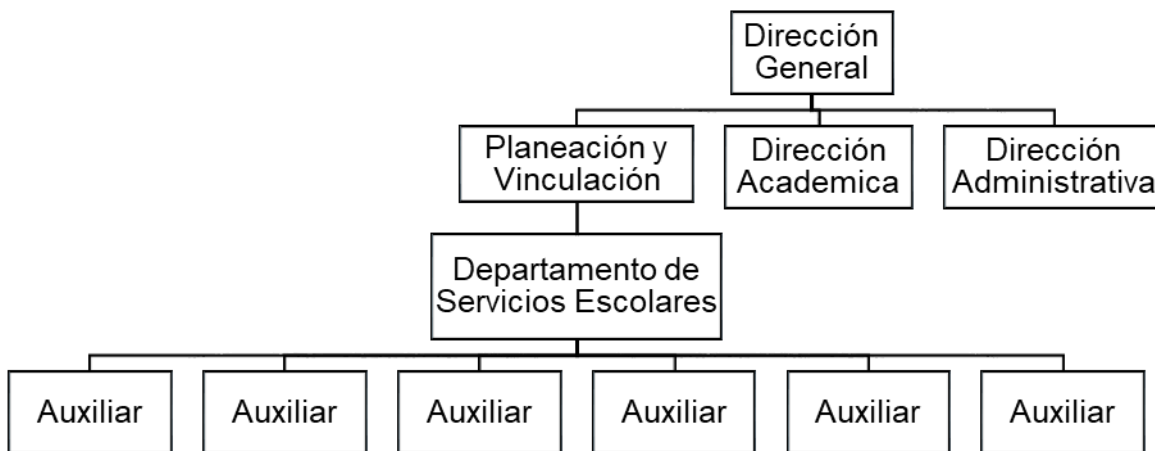 Dirección
General
Planeación y
Vinculación
Dirección
Academica
Dirección
Administrativa
Departamento de
Servicios Escolares
Auxiliar
Auxiliar
Auxiliar
Auxiliar
Auxiliar
Auxiliar